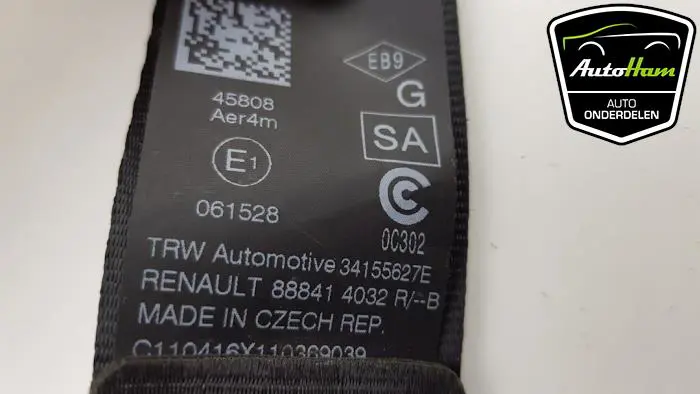 EB9
G
45808
Aer4m
SA
E1
061528
0C302
TRW Automotive 34155627E
RENAULT 88841 4032 R/--B
MADE IN CZECH REP.
C110416X110369039
AutoHam
AUTO
ONDERDELEN